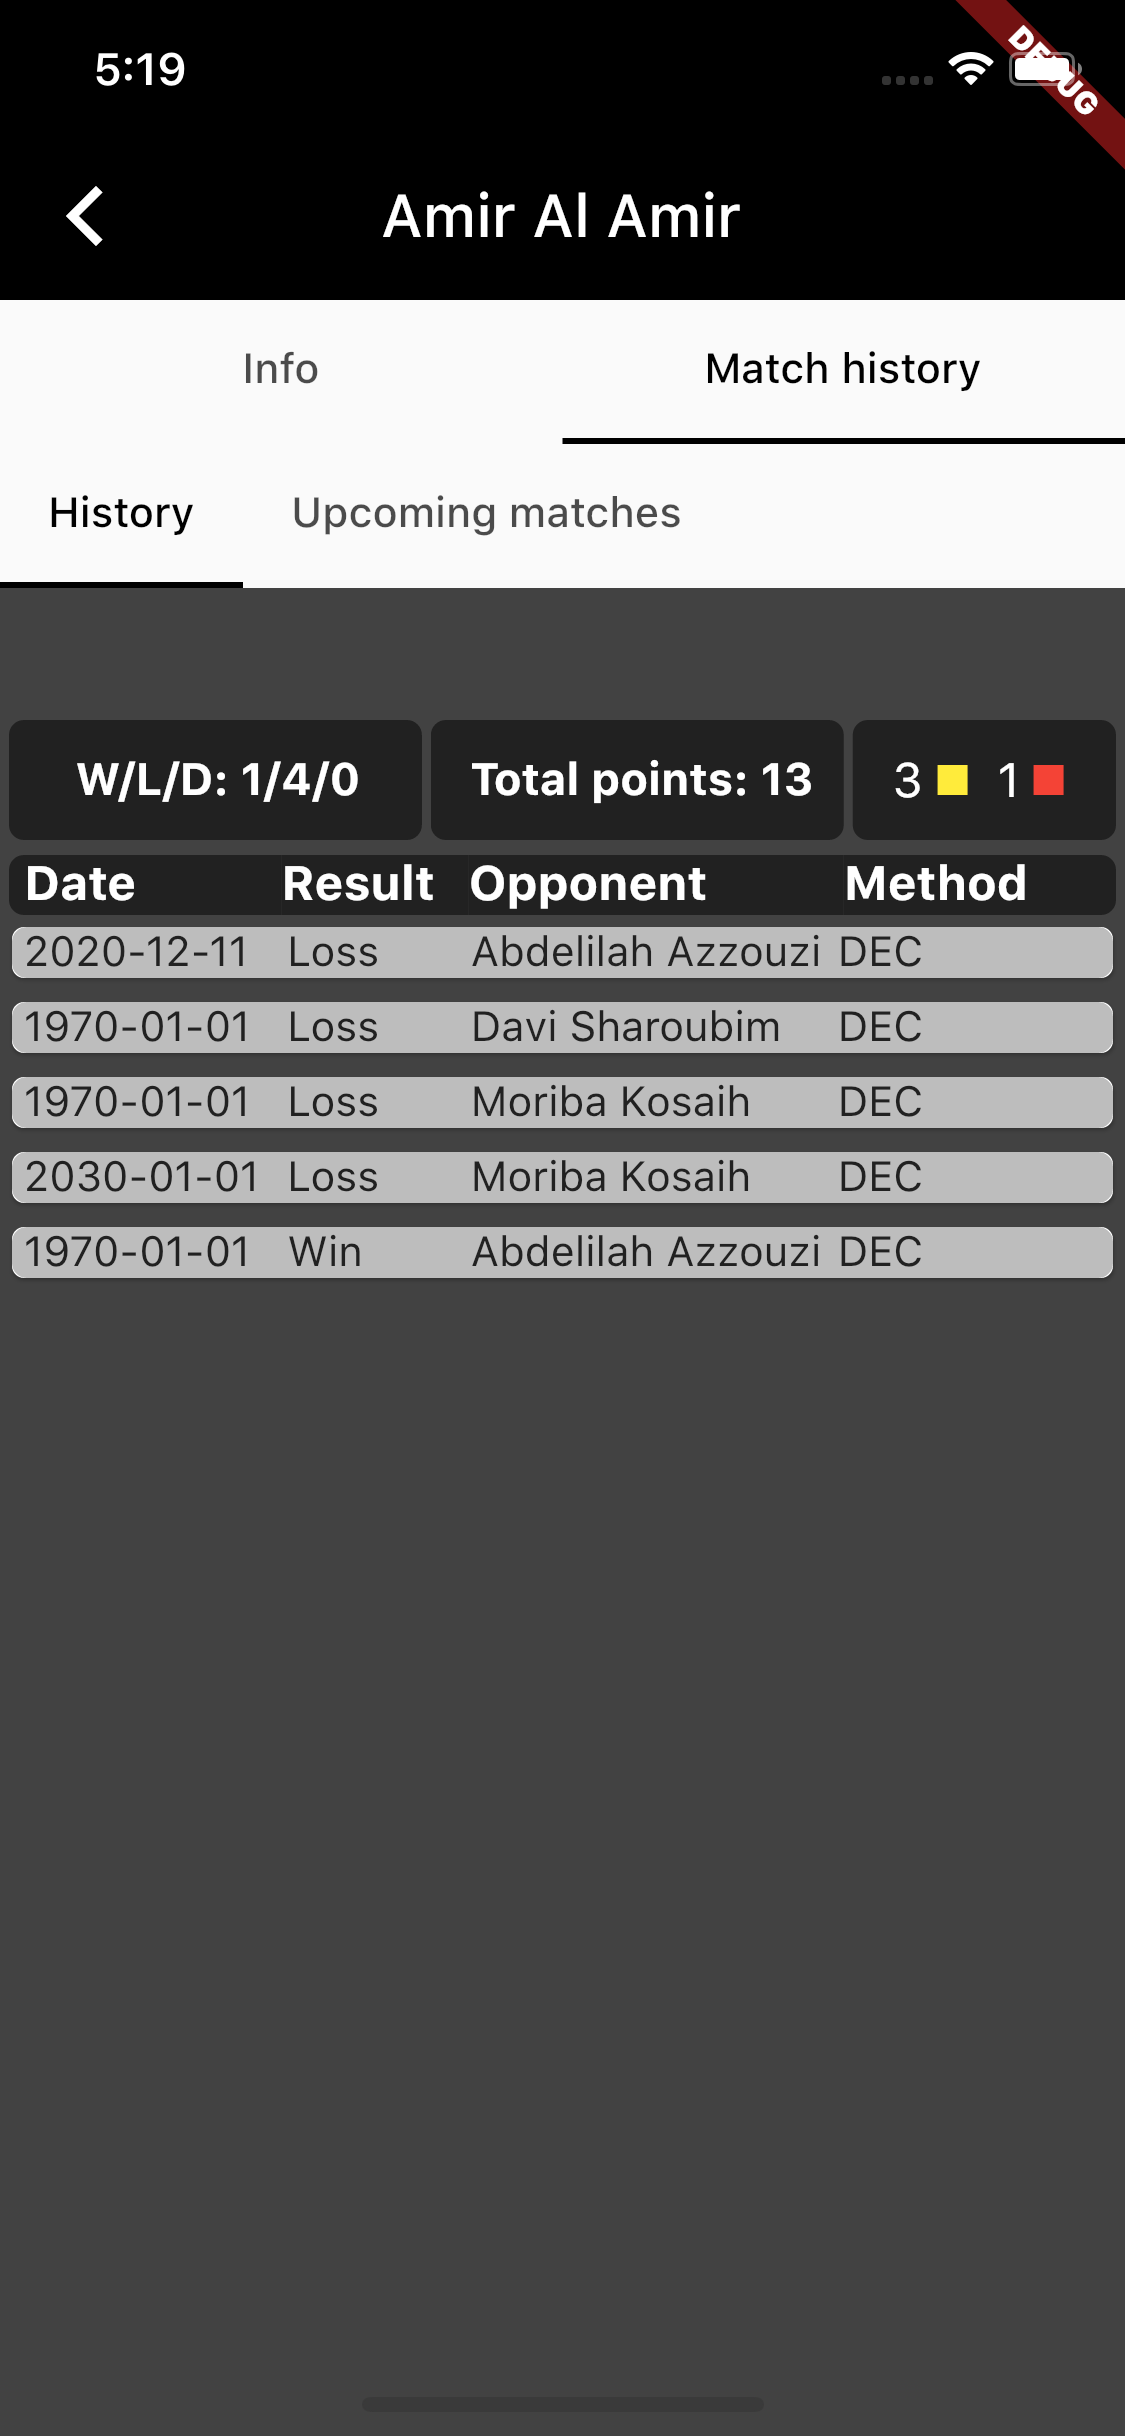 5:19
DEBUG
Amir Al Amir
Info Match history
History Upcoming matches
W/L/D: 1/4/0 Total points: 13 3 1
Date Result Opponent Method
2020-12-11 Loss Abdelilah Azzouzi DEC
1970-01-01 Loss Davi Sharoubim DEC
1970-01-01 Loss Moriba Kosaih DEC
2030-01-01 Loss Moriba Kosaih DEC
1970-01-01 Win Abdelilah Azzouzi DEC